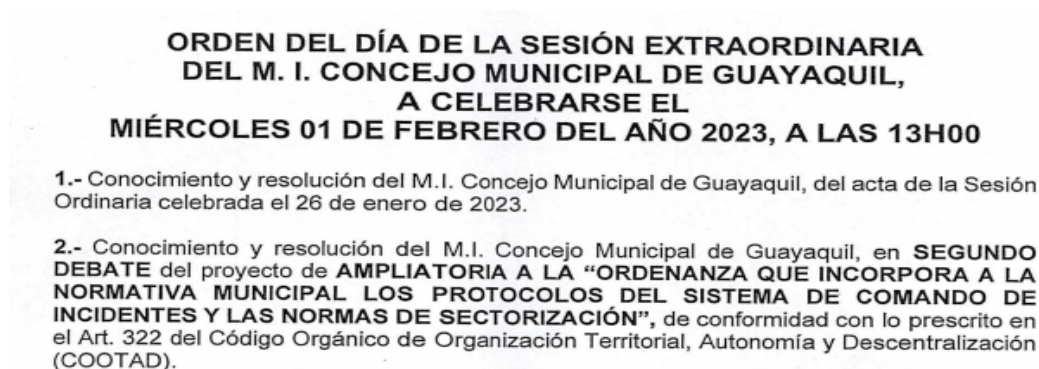 ORDEN DEL DÍA DE LA SESIÓN EXTRAORDINARIA
DEL M. I. CONCEJO MUNICIPAL DE GUAYAQUIL,
A CELEBRARSE EL
MIÉRCOLES 01 DE FEBRERO DEL AÑO 2023, A LAS 13H00
1.- Conocimiento y resolución del M.I. Concejo Municipal de Guayaquil, del acta de la Sesión
Ordinaria celebrada el 26 de enero de 2023.
2.- Conocimiento y resolución del M.I. Concejo Municipal de Guayaquil, en SEGUNDO
DEBATE del proyecto de AMPLIATORIA A LA “ORDENANZA QUE INCORPORA A LA
NORMATIVA MUNICIPAL LOS PROTOCOLOS DEL SISTEMA DE COMANDO DE
INCIDENTES Y LAS NORMAS DE SECTORIZACIÓN”, de conformidad con lo prescrito en
el Art. 322 del Código Orgánico de Organización Territorial, Autonomía y Descentralización
(COOTAD).